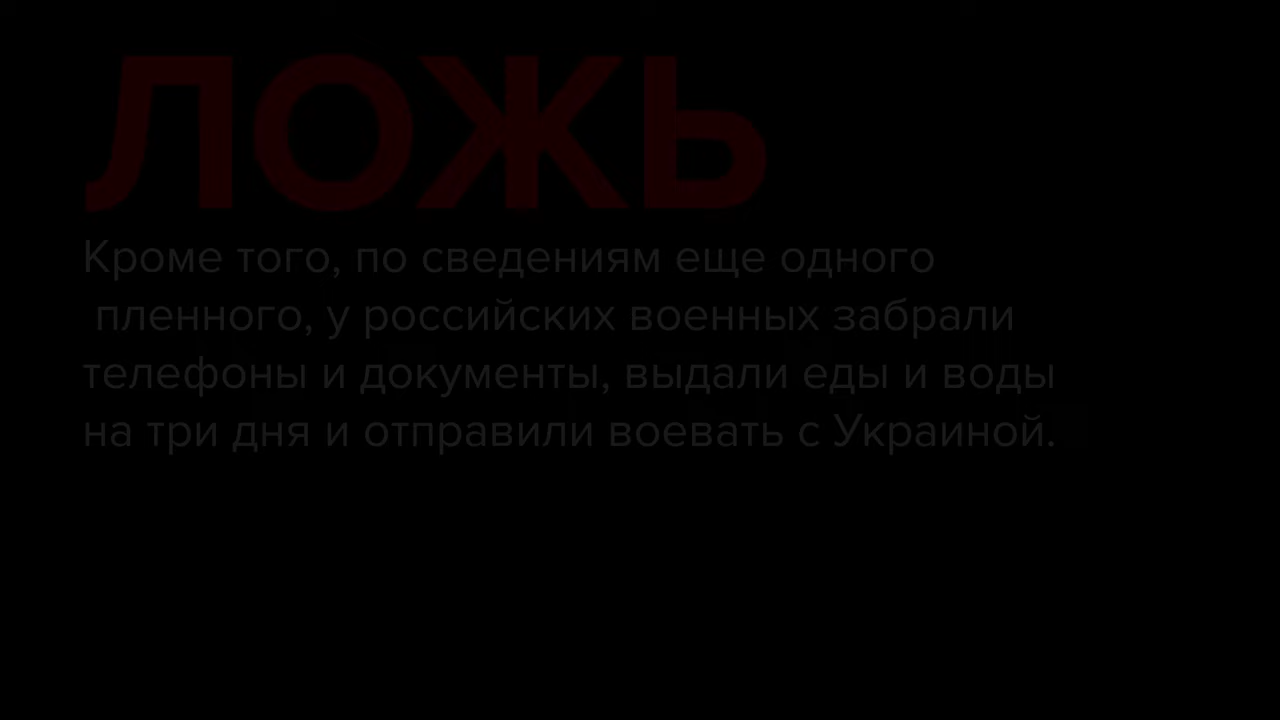 ЛОЖЬ
Кроме того, по сведениям еще одного
пленного, у российских военных забрали
телефоны и документы, выдали еды и воды
на три дня и отправили воевать с Украиной.